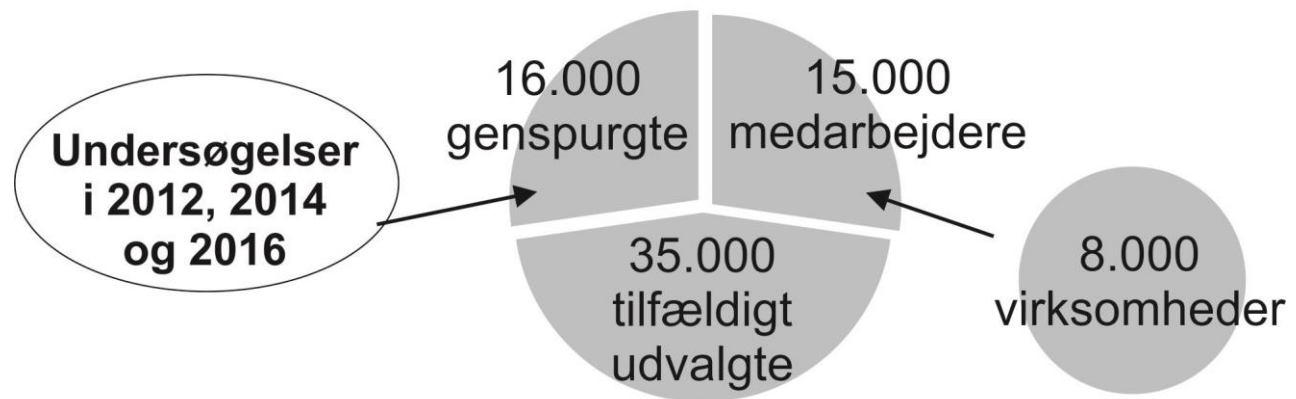 Undersøgelser
i 2012, 2014
og 2016
16.000
genspurgte
15.000
medarbejdere
35.000
tilfældigt
udvalgte
8.000
virksomheder